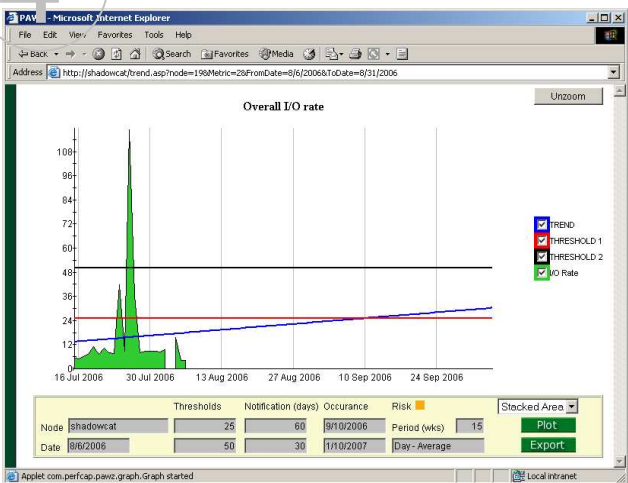 PAWZ - Microsoft Internet Explorer
File Edit View Favorites Tools Help
Back Search Favorites Media
Address http://shadowcat/trend.asp?node=19&Metric=2&FromDate=8/6/2006&ToDate=8/31/2006
Unzoom
Overall I/O rate
108
96
84
72
60
48
36
24
12
0
16 Jul 2006 30 Jul 2006 13 Aug 2006 27 Aug 2006 10 Sep 2006 24 Sep 2006
TREND
THRESHOLD 1
THRESHOLD 2
I/O Rate
Thresholds Notification (days) Occurance Risk Stacked Area
Node shadowcat 25 60 9/10/2006 Period (wks) 15 Plot
Date 8/6/2006 50 30 1/10/2007 Day - Average Export
Applet com.perfcap.pawz.graph.Graph started Local intranet